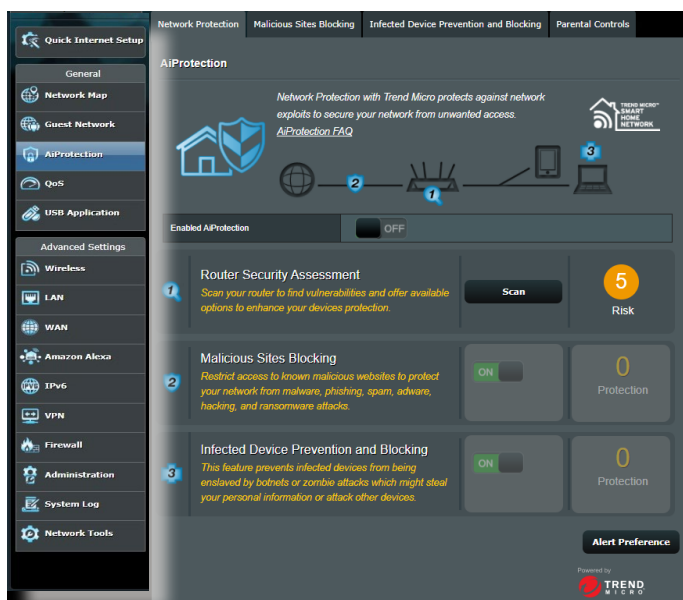 Quick Internet Setup
General
Network Map
Guest Network
AiProtection
QoS
USB Application
Advanced Settings
Wireless
LAN
WAN
Amazon Alexa
IPv6
VPN
Firewall
Administration
System Log
Network Tools
Network Protection
Malicious Sites Blocking
Infected Device Prevention and Blocking
Parental Controls
AiProtection
Network Protection with Trend Micro protects against network
exploits to secure your network from unwanted access.
AiProtection FAQ
TREND MICRO™
SMART
HOME
NETWORK
3
2
1
Enabled AiProtection
OFF
1
Router Security Assessment
Scan your router to find vulnerabilities and offer available
options to enhance your devices protection.
Scan
5
Risk
2
Malicious Sites Blocking
Restrict access to known malicious websites to protect
your network from malware, phishing, spam, adware,
hacking, and ransomware attacks.
ON
0
Protection
3
Infected Device Prevention and Blocking
This feature prevents infected devices from being
enslaved by botnets or zombie attacks which might steal
your personal information or attack other devices.
ON
0
Protection
Alert Preference
Powered by
TREND
MICRO